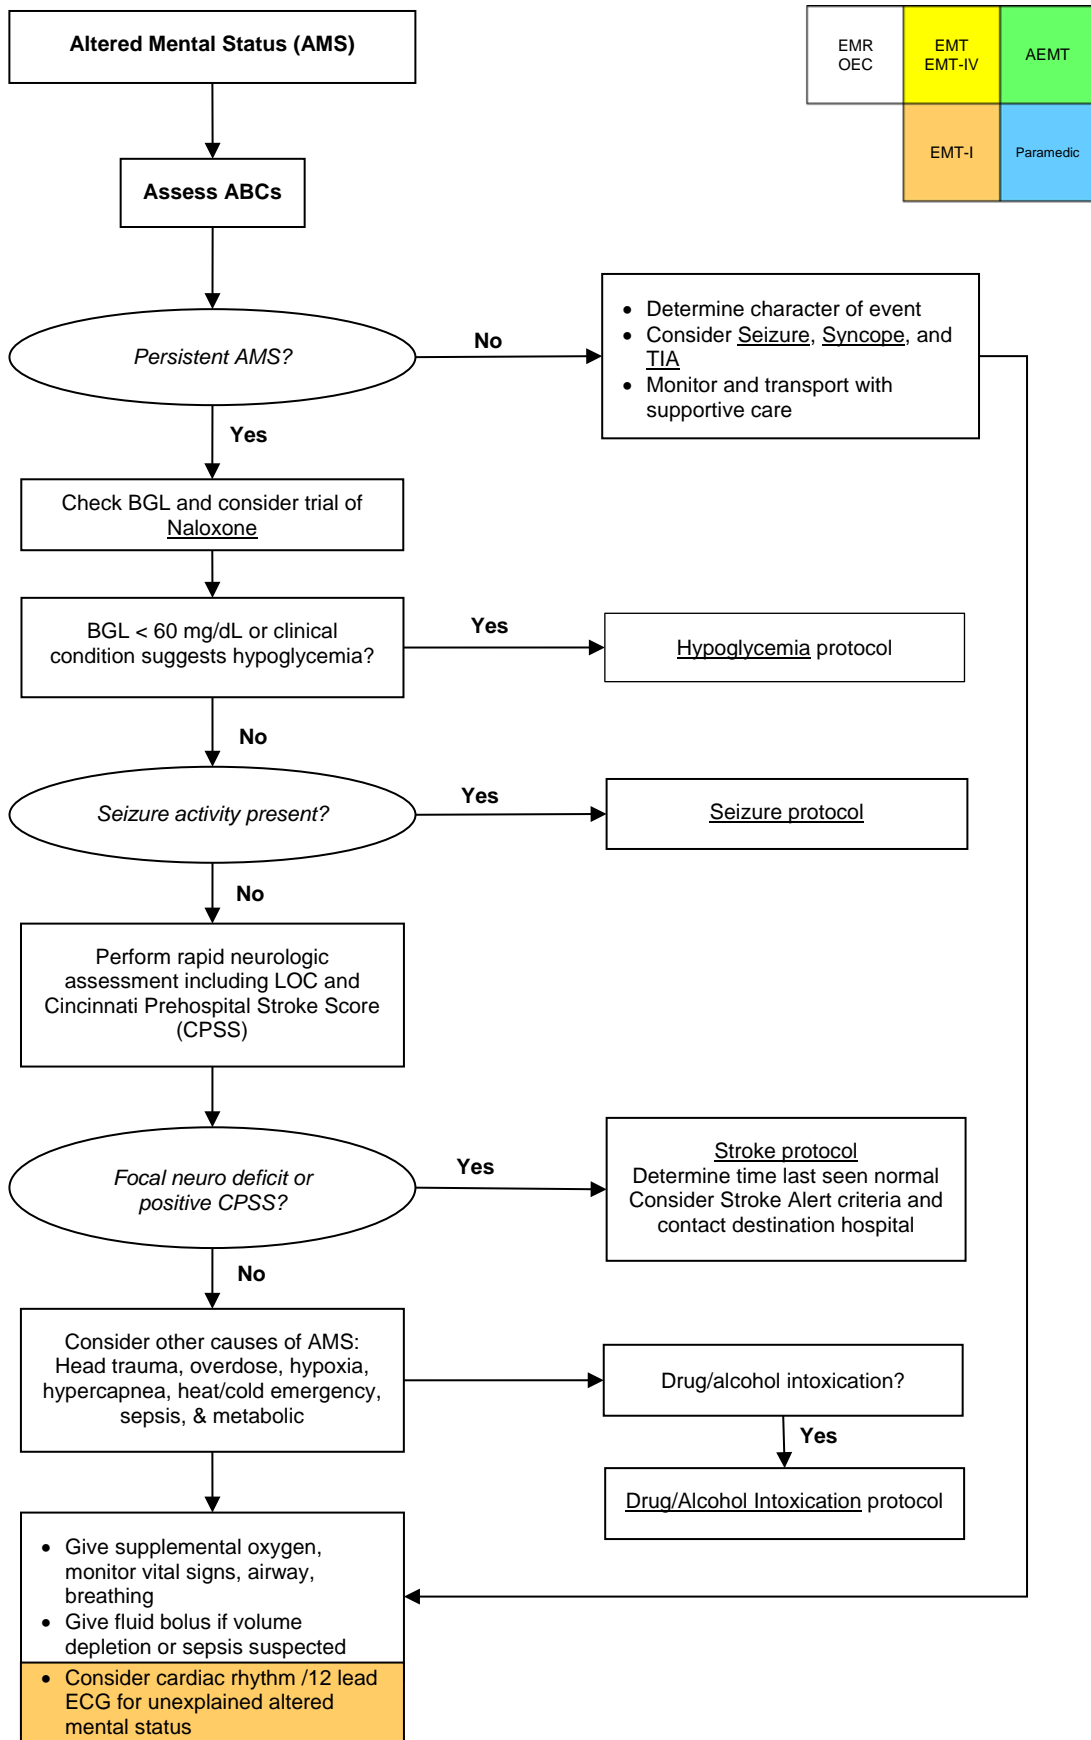 Altered Mental Status (AMS)
EMR
OEC
EMT
EMT-IV
AEMT
EMT-I
Paramedic
Assess ABCs
Persistent AMS?
No
• Determine character of event
• Consider Seizure, Syncope, and
TIA
• Monitor and transport with
supportive care
Yes
Check BGL and consider trial of
Naloxone
BGL < 60 mg/dL or clinical
condition suggests hypoglycemia?
Yes
Hypoglycemia protocol
No
Seizure activity present?
Yes
Seizure protocol
No
Perform rapid neurologic
assessment including LOC and
Cincinnati Prehospital Stroke Score
(CPSS)
Focal neuro deficit or
positive CPSS?
Yes
Stroke protocol
Determine time last seen normal
Consider Stroke Alert criteria and
contact destination hospital
No
Consider other causes of AMS:
Head trauma, overdose, hypoxia,
hypercapnea, heat/cold emergency,
sepsis, & metabolic
Drug/alcohol intoxication?
Yes
Drug/Alcohol Intoxication protocol
• Give supplemental oxygen,
monitor vital signs, airway,
breathing
• Give fluid bolus if volume
depletion or sepsis suspected
• Consider cardiac rhythm /12 lead
ECG for unexplained altered
mental status